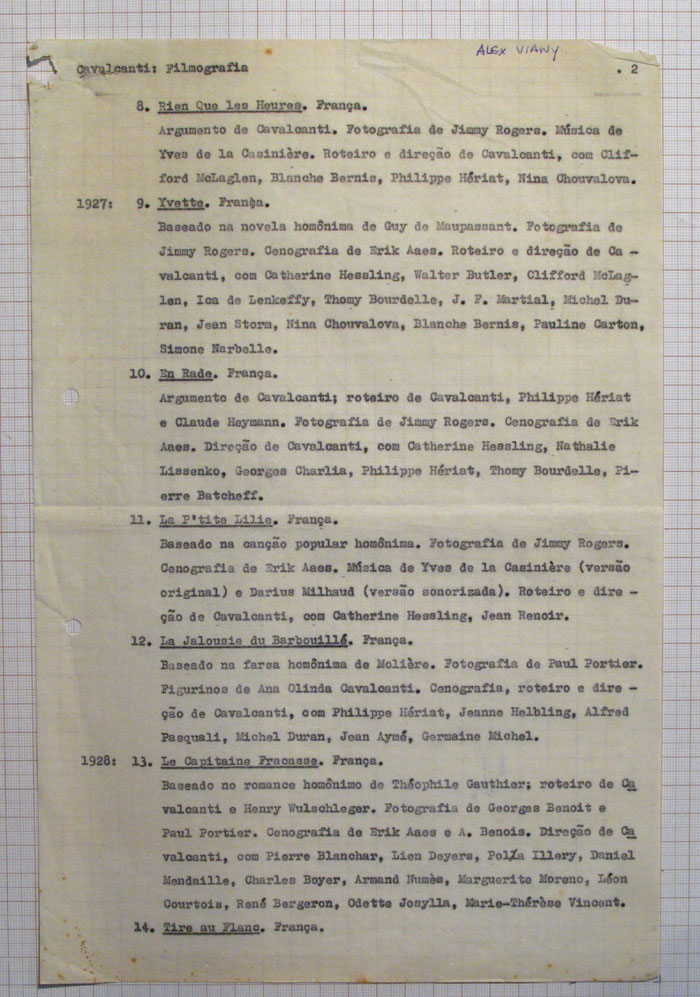 ALEX VIANY
Cavalcanti: Filmografia . 2
8. Rien Que les Heures. França.
Argumento de Cavalcanti. Fotografia de Jimmy Rogers. Música de
Yves de la Casinière. Roteiro e direção de Cavalcanti, com Clif-
ford McLaglen, Blanche Bernis, Philippe Hériat, Nina Chouvalova.
1927: 9. Yvette. França.
Baseado na novela homônima de Guy de Maupassant. Fotografia de
Jimmy Rogers. Cenografia de Erik Aaes. Roteiro e direção de Ca -
valcanti, com Catherine Hessling, Walter Butler, Clifford McLag-
len, Ica de Lenkeffy, Thomy Bourdelle, J. F. Martial, Michel Du-
ran, Jean Storm, Nina Chouvalova, Blanche Bernis, Pauline Carton,
Simone Narbelle.
10. En Rade. França.
Argumento de Cavalcanti; roteiro de Cavalcanti, Philippe Hériat
e Claude Heymann. Fotografia de Jimmy Rogers. Cenografia de Erik
Aaes. Direção de Cavalcanti, com Catherine Hessling, Nathalie
Lissenko, Georges Charlia, Philippe Hériat, Thomy Bourdelle, Pi-
erre Batcheff.
11. La P'tite Lilie. França.
Baseado na canção popular homônima. Fotografia de Jimmy Rogers.
Cenografia de Erik Aaes. Música de Yves de la Casinière (versão
original) e Darius Milhaud (versão sonorizada). Roteiro e dire -
ção de Cavalcanti, com Catherine Hessling, Jean Renoir.
12. La Jalousie du Barbouillé. França.
Baseado na farsa homônima de Molière. Fotografia de Paul Portier.
Figurinos de Ana Olinda Cavalcanti. Cenografia, roteiro e dire -
ção de Cavalcanti, com Philippe Hériat, Jeanne Helbling, Alfred
Pasquali, Michel Duran, Jean Aymé, Germaine Michel.
1928: 13. Le Capitaine Fracasse. França.
Baseado no romance homônimo de Théophile Gauthier; roteiro de Ca
valcanti e Henry Wulschleger. Fotografia de Georges Benoit e
Paul Portier. Cenografia de Erik Aaes e A. Benois. Direção de Ca
valcanti, com Pierre Blanchar, Lien Deyers, Pola Illery, Daniel
Mendaille, Charles Boyer, Armand Numès, Marguerite Moreno, Léon
Courtois, René Bergeron, Odette Josylla, Marie-Thérèse Vincent.
14. Tire au Flanc. França.